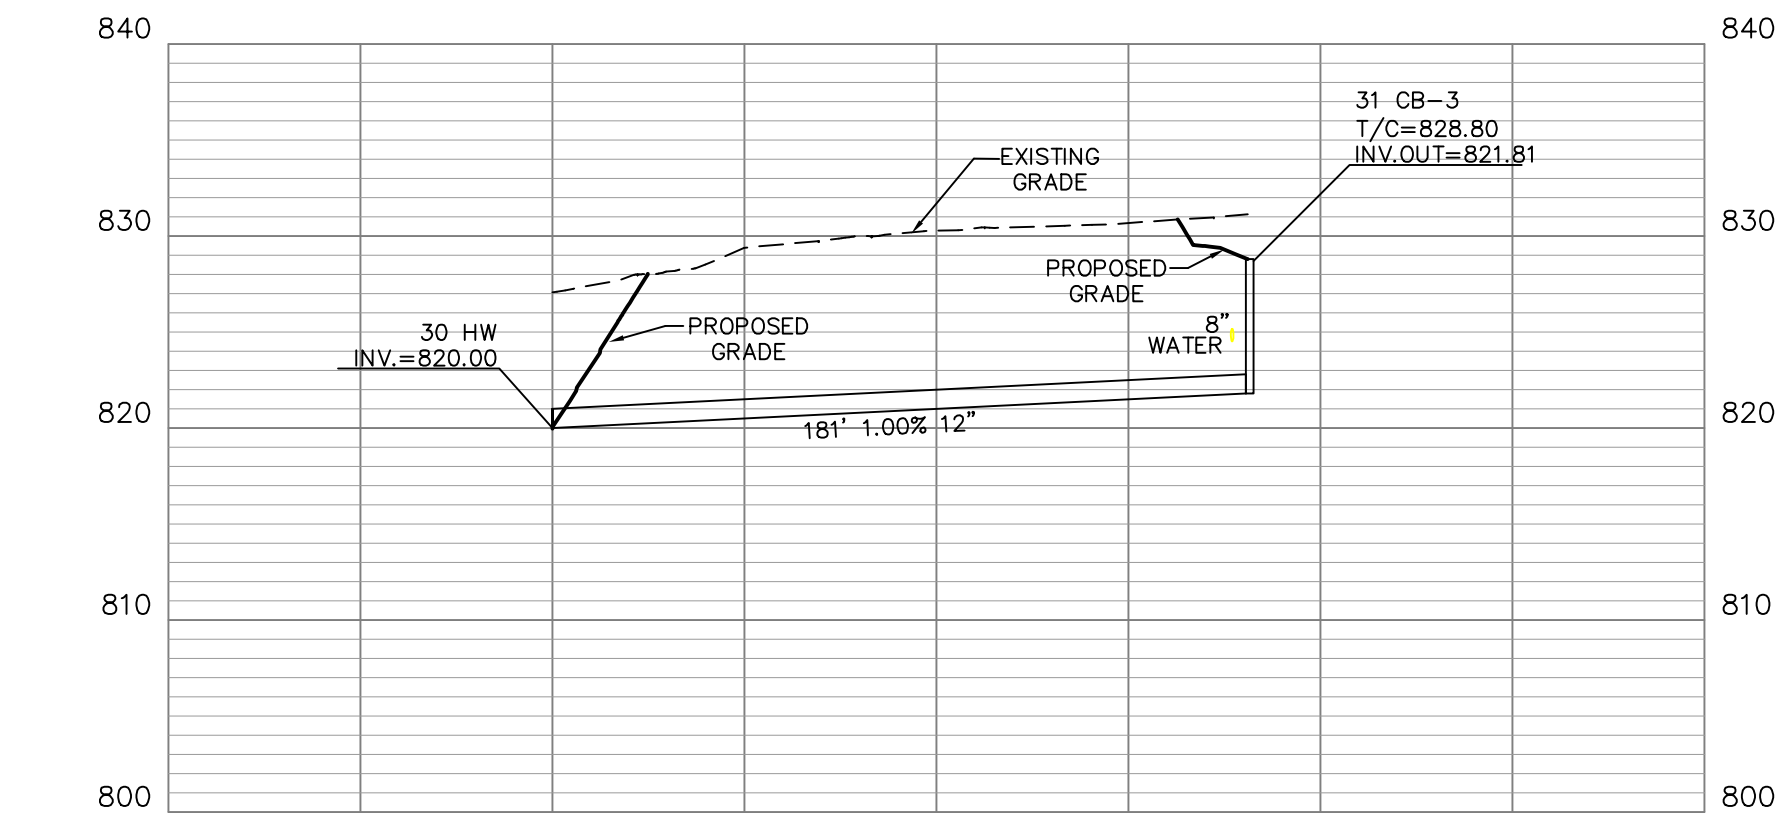 840
840
31 CB-3
T/C=828.80
INV.OUT=821.81
EXISTING
GRADE
830
830
PROPOSED
GRADE
8"
WATER
30 HW
INV.=820.00
PROPOSED
GRADE
820
820
181' 1.00% 12"
810
810
800
800